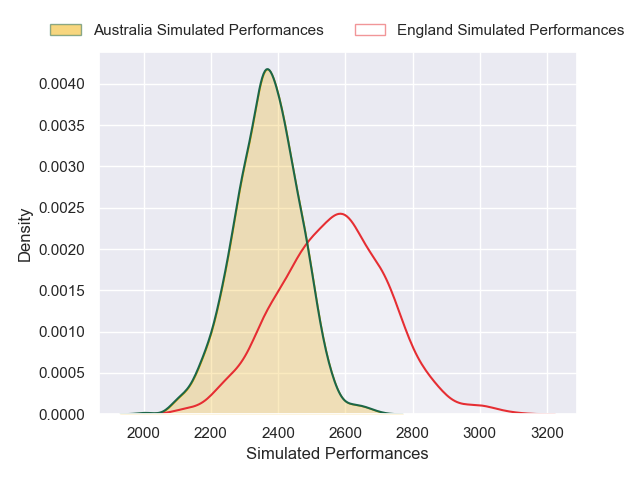 Australia Simulated Performances England Simulated Performances
0.0040
0.0035
0.0030
0.0025
0.0020
0.0015
0.0010
0.0005
0.0000
Density
2000 2200 2400 2600 2800 3000 3200
Simulated Performances